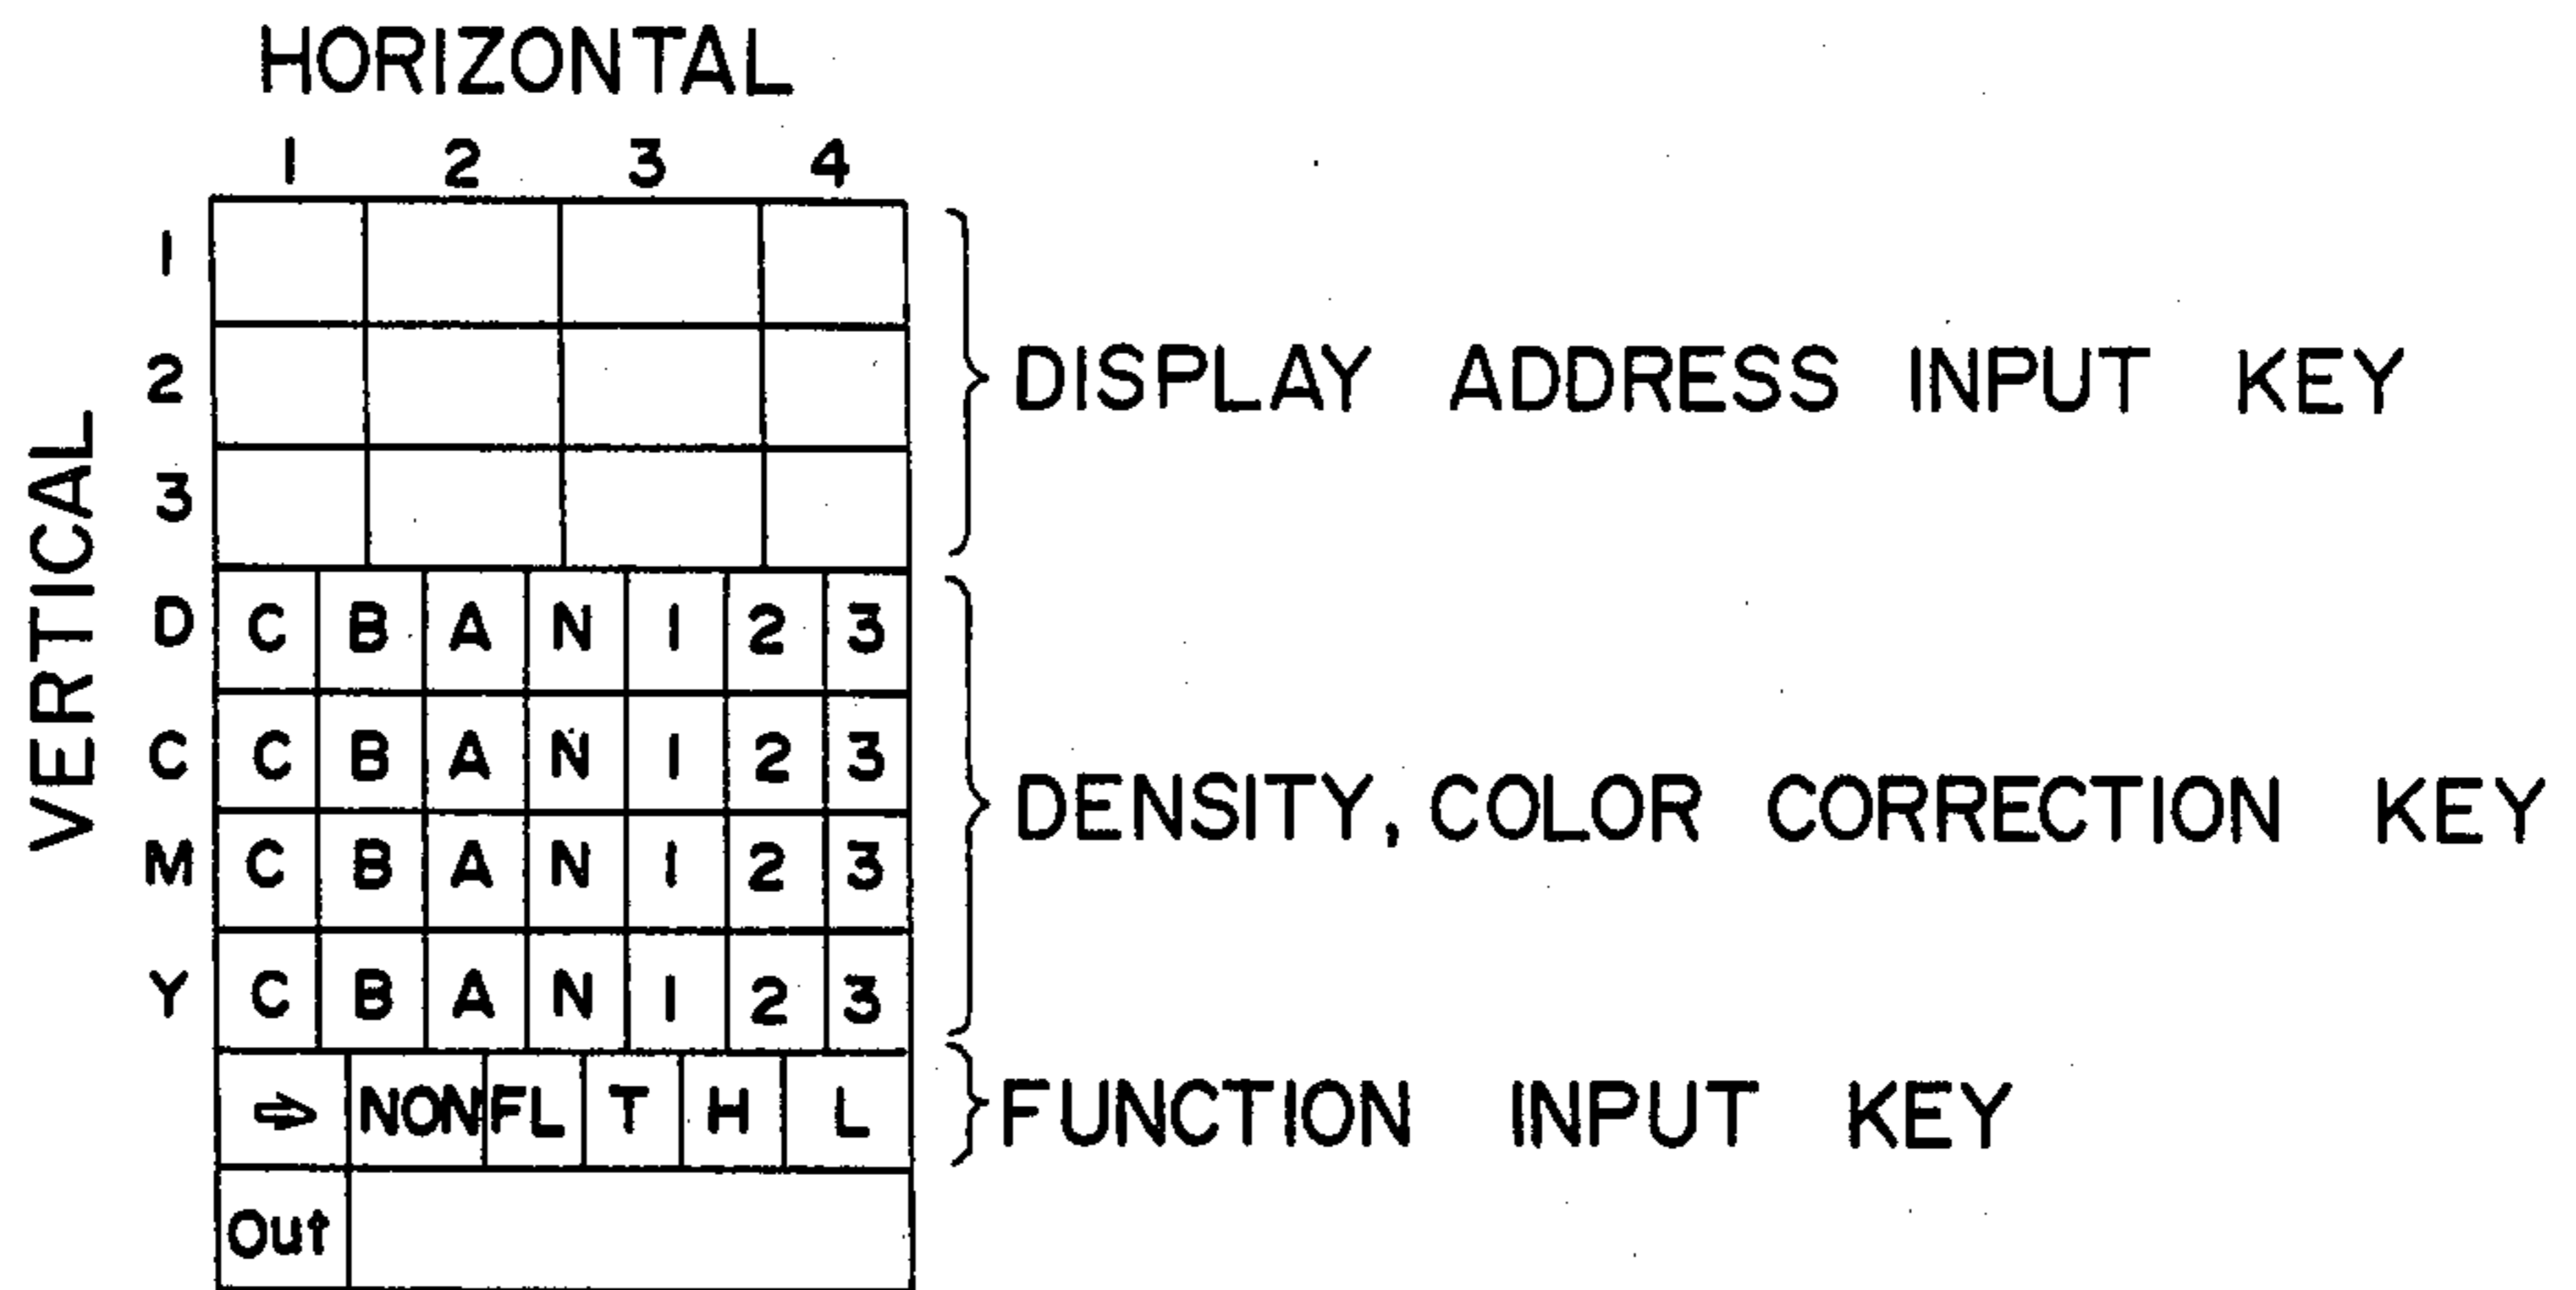 HORIZONTAL
1 2 3 4
VERTICAL
1
2
3
DISPLAY ADDRESS INPUT KEY
D C B A N 1 2 3
C C B A N 1 2 3
M C B A N 1 2 3
Y C B A N 1 2 3
DENSITY, COLOR CORRECTION KEY
⇨ NON FL T H L
FUNCTION INPUT KEY
Out